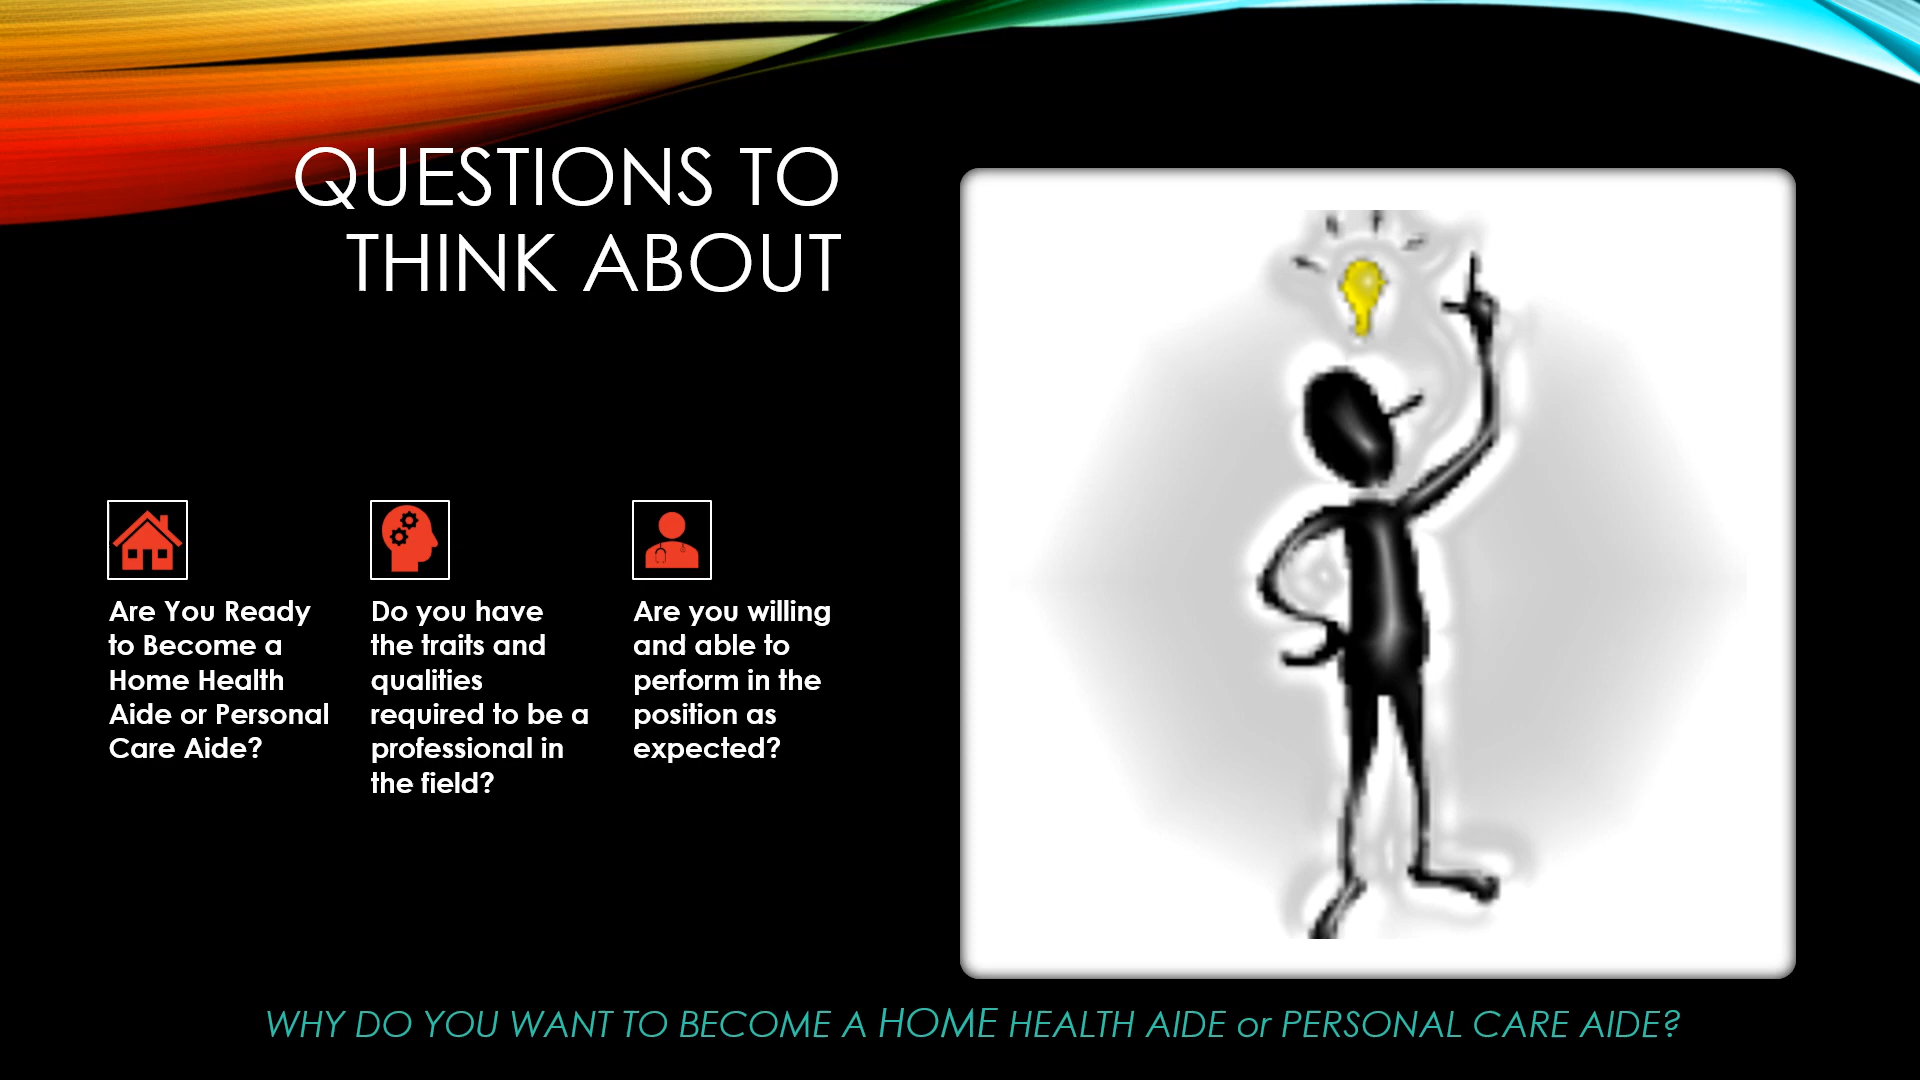 QUESTIONS TO
THINK ABOUT
Are You Ready
to Become a
Home Health
Aide or Personal
Care Aide?
Do you have
the traits and
qualities
required to be a
professional in
the field?
Are you willing
and able to
perform in the
position as
expected?
WHY DO YOU WANT TO BECOME A HOME HEALTH AIDE or PERSONAL CARE AIDE?